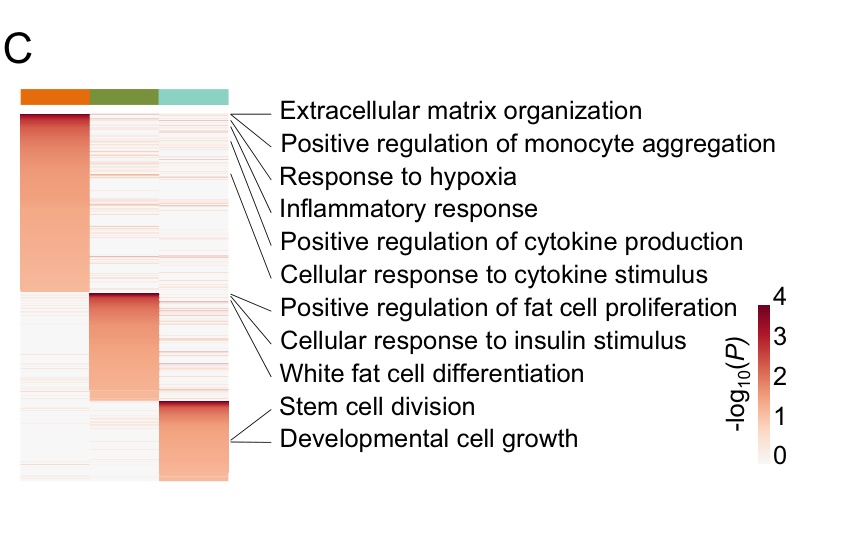 C
Extracellular matrix organization
Positive regulation of monocyte aggregation
Response to hypoxia
Inflammatory response
Positive regulation of cytokine production
Cellular response to cytokine stimulus
Positive regulation of fat cell proliferation
Cellular response to insulin stimulus
White fat cell differentiation
Stem cell division
Developmental cell growth
-log10(P)
4
3
2
1
0